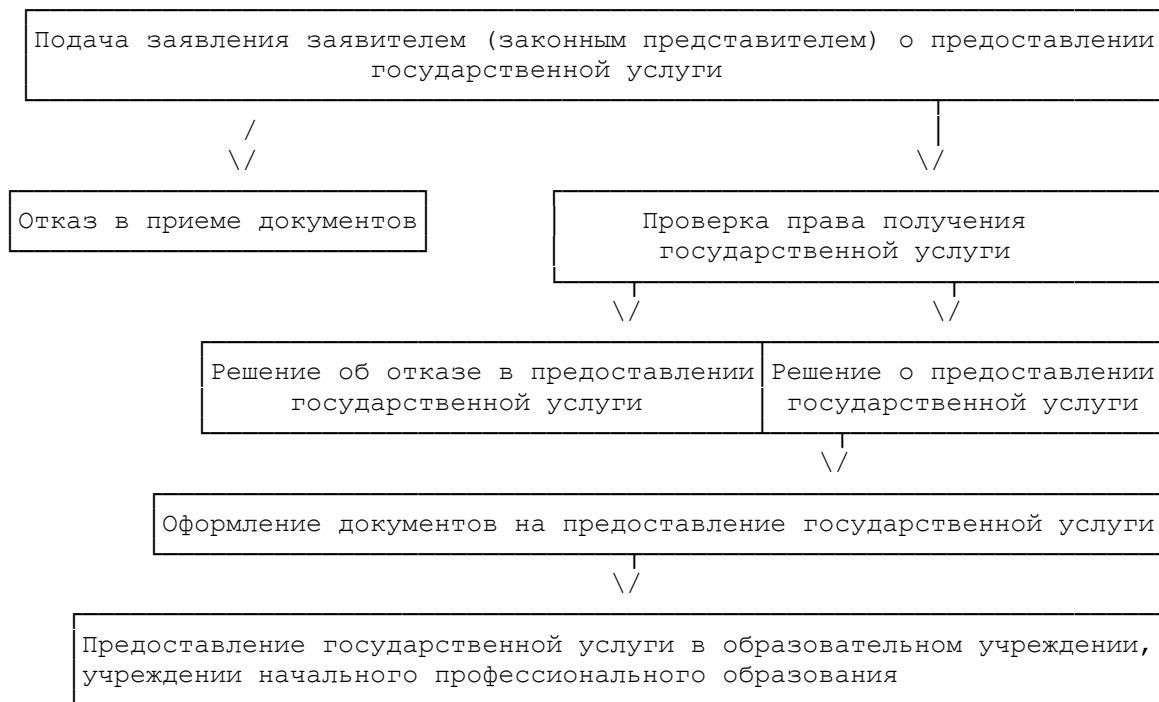 Подача заявления заявителем (законным представителем) о предоставлении
государственной услуги
Отказ в приеме документов
Проверка права получения
государственной услуги
Решение об отказе в предоставлении
государственной услуги
Решение о предоставлении
государственной услуги
Оформление документов на предоставление государственной услуги
Предоставление государственной услуги в образовательном учреждении,
учреждении начального профессионального образования